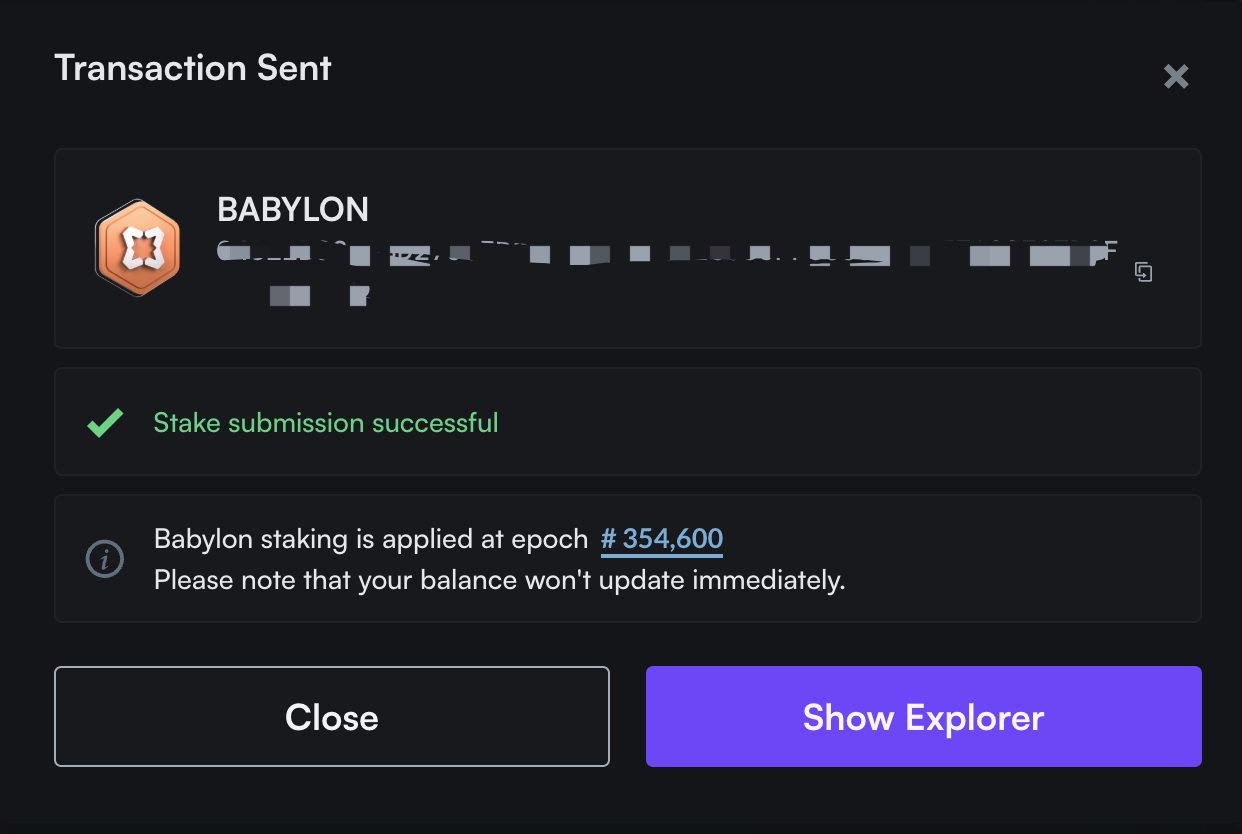 Transaction Sent
BABYLON
Stake submission successful
Babylon staking is applied at epoch # 354,600
Please note that your balance won't update immediately.
Close
Show Explorer